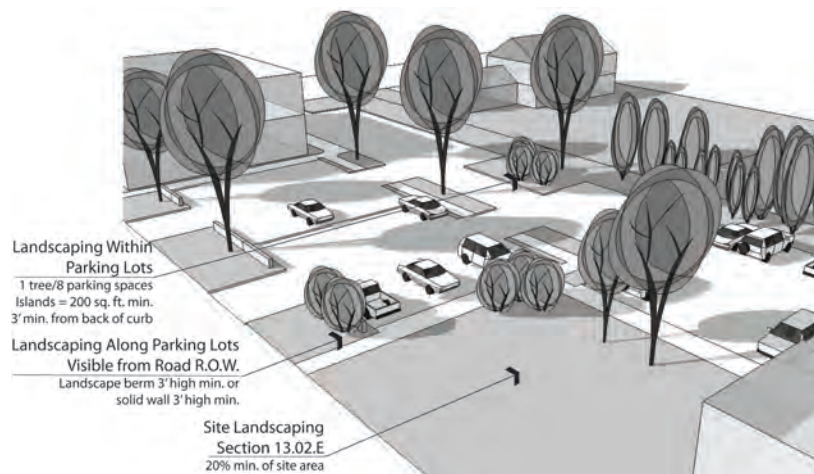 Landscaping Within
Parking Lots
1 tree/8 parking spaces
Islands = 200 sq. ft. min.
3' min. from back of curb
Landscaping Along Parking Lots
Visible from Road R.O.W.
Landscape berm 3' high min. or
solid wall 3' high min.
Site Landscaping
Section 13.02.E
20% min. of site area